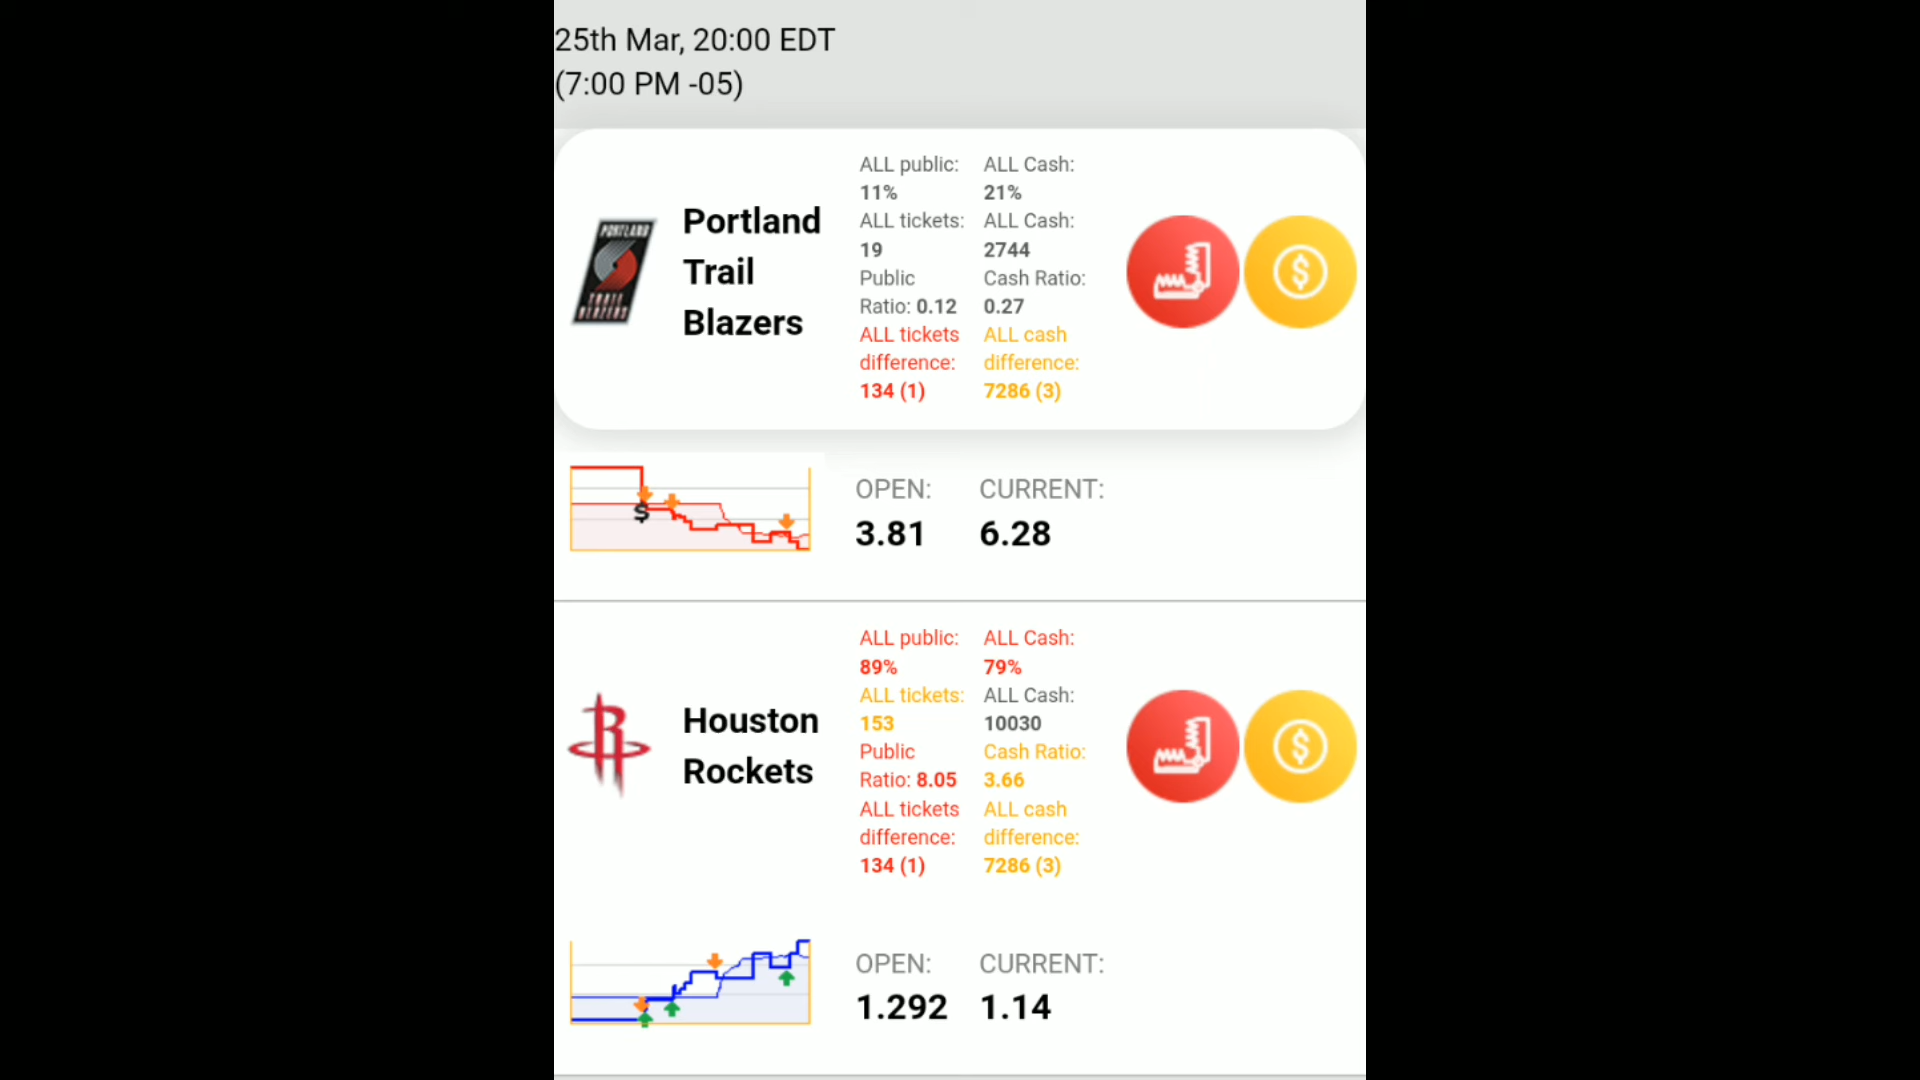 25th Mar, 20:00 EDT
(7:00 PM -05)
PORTLAND
TRAIL
BLAZERS
Portland
Trail
Blazers
ALL public:
11%
ALL tickets:
19
Public
Ratio: 0.12
ALL tickets
difference:
134 (1)
ALL Cash:
21%
ALL Cash:
2744
Cash Ratio:
0.27
ALL cash
difference:
7286 (3)
$
$
OPEN:
3.81
CURRENT:
6.28
R
Houston
Rockets
ALL public:
89%
ALL tickets:
153
Public
Ratio: 8.05
ALL tickets
difference:
134 (1)
ALL Cash:
79%
ALL Cash:
10030
Cash Ratio:
3.66
ALL cash
difference:
7286 (3)
$
OPEN:
1.292
CURRENT:
1.14